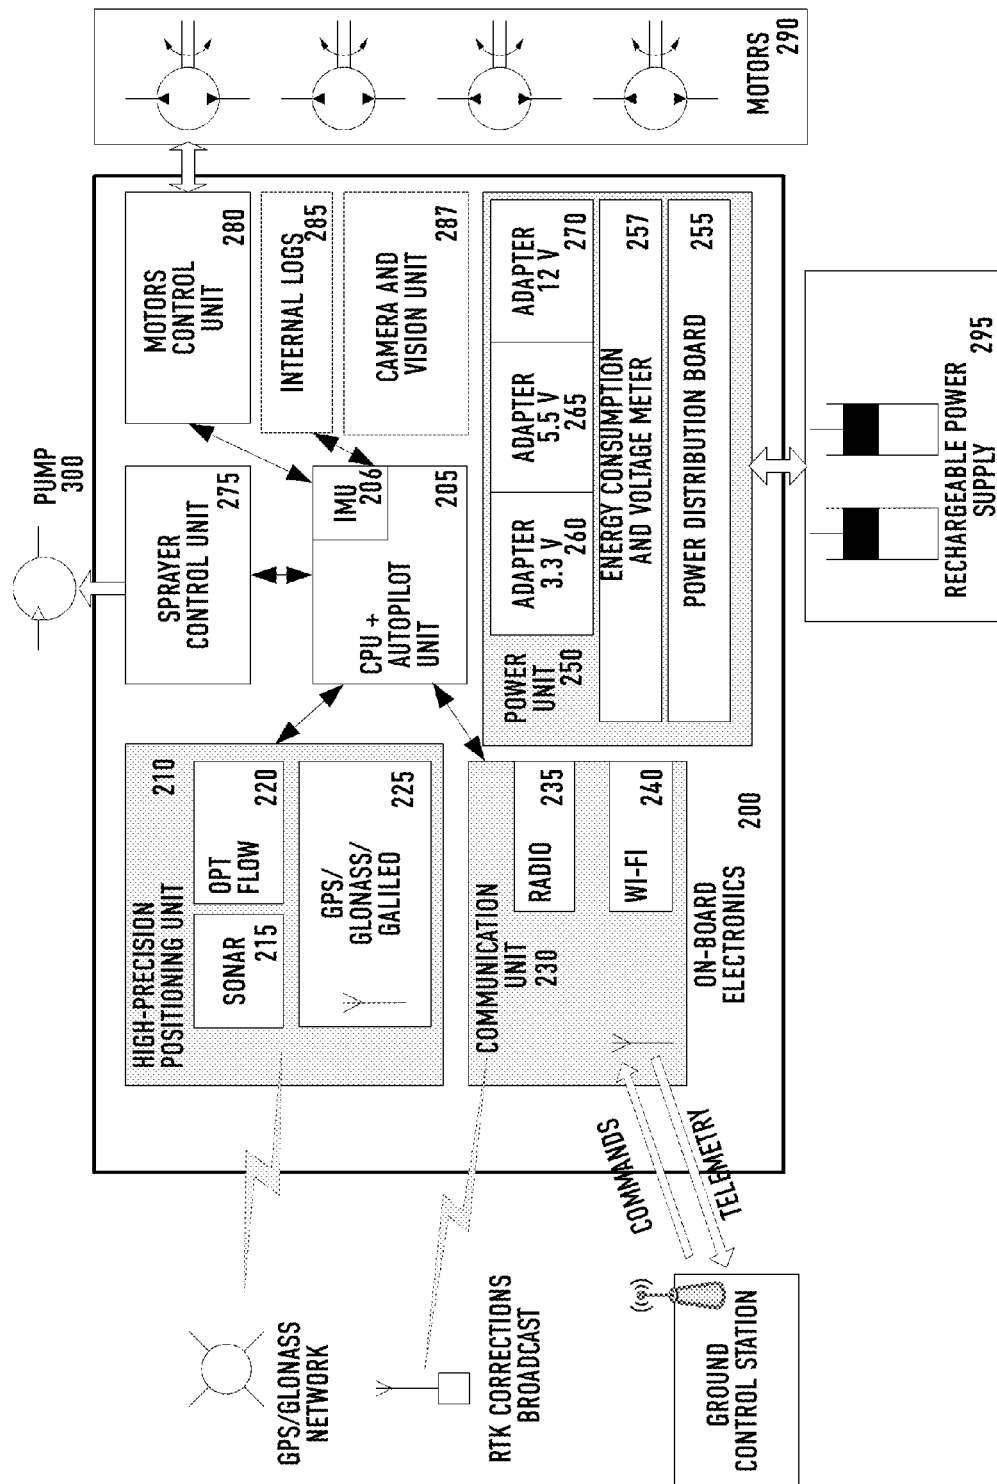 GPS/GLONASS
NETWORK
RTK CORRECTIONS
BROADCAST
GROUND
CONTROL STATION
COMMANDS
TELEMETRY
HIGH-PRECISION
POSITIONING UNIT
210
SONAR
215
OPT
FLOW
220
GPS/
GLONASS/
GALILEO
225
COMMUNICATION
UNIT
230
RADIO
235
WI-FI
240
ON-BOARD
ELECTRONICS
200
PUMP
300
SPRAYER
CONTROL UNIT
275
CPU +
AUTOPILOT
UNIT
IMU
206
205
MOTORS
CONTROL
UNIT
280
INTERNAL LOGS
285
CAMERA AND
VISION UNIT
287
POWER
UNIT
250
ADAPTER
3.3 V
260
ADAPTER
5.5 V
265
ADAPTER
12 V
270
ENERGY CONSUMPTION
AND VOLTAGE METER
257
POWER DISTRIBUTION BOARD
255
RECHARGEABLE POWER
SUPPLY
295
MOTORS
290